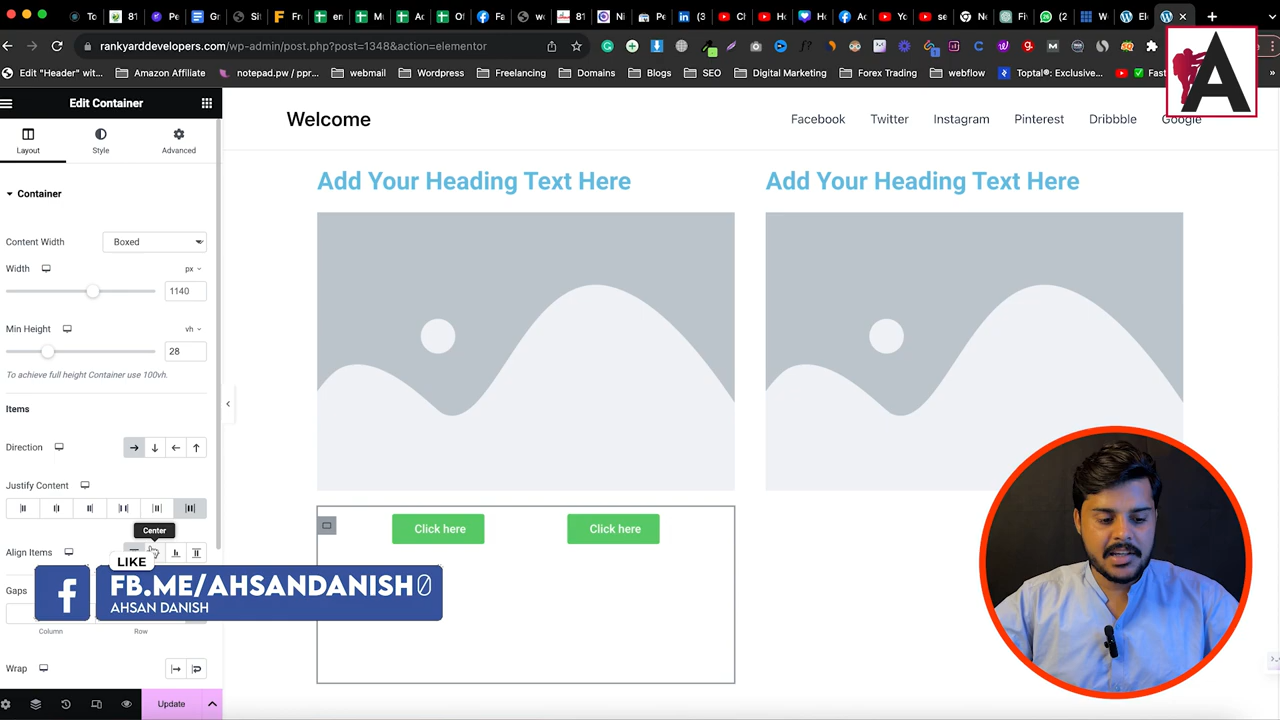 rankyarddevelopers.com/wp-admin/post.php?post=1348&action=elementor
Edit "Header" wit...
Amazon Affiliate
notepad.pw / ppr...
webmail
Wordpress
Freelancing
Domains
Blogs
SEO
Digital Marketing
Forex Trading
webflow
Toptal®: Exclusive...
A
Edit Container
Layout
Style
Advanced
Container
Content Width
Boxed
Width
px
1140
Min Height
vh
28
To achieve full height Container use 100vh.
Items
Direction
Justify Content
Center
Align Items
Gaps
Column
Row
Wrap
Update
Welcome
Facebook
Twitter
Instagram
Pinterest
Dribbble
Google
Add Your Heading Text Here
Add Your Heading Text Here
Click here
Click here
LIKE
FB.ME/AHSANDANISH0
AHSAN DANISH